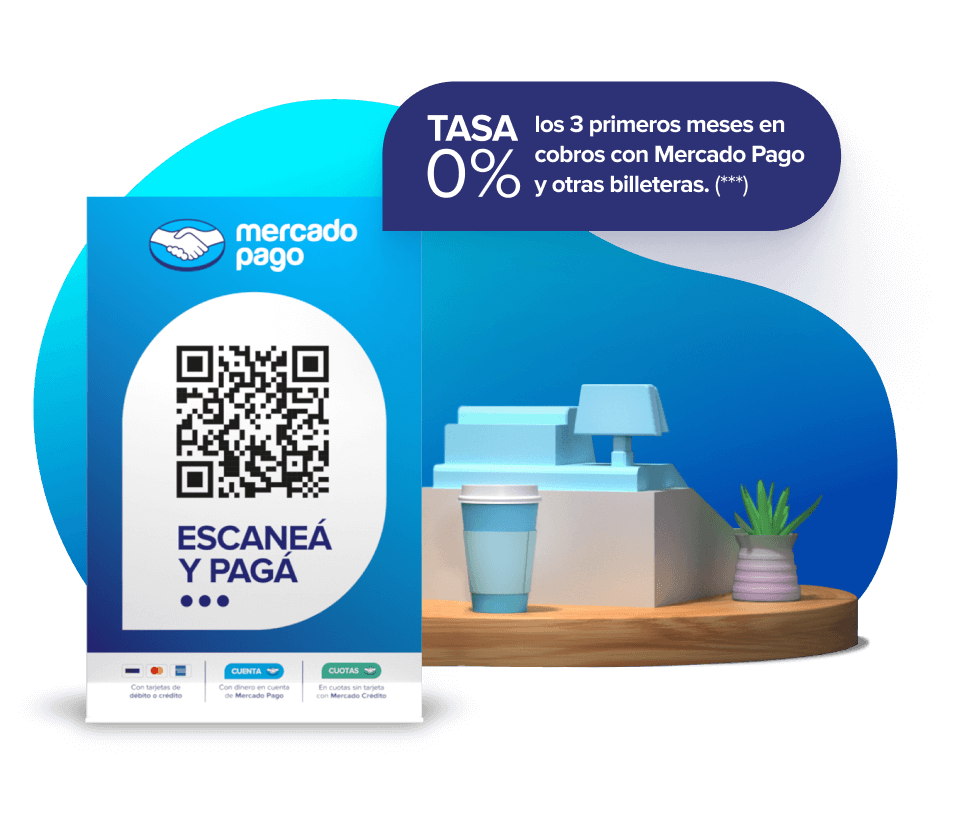 TASA 0% los 3 primeros meses en
cobros con Mercado Pago
y otras billeteras. (***)
mercado
pago
ESCANEÁ
Y PAGÁ
CUENTA
CUOTAS
Con tarjetas de
débito o crédito
Con dinero en cuenta
de Mercado Pago
En cuotas sin tarjeta
con Mercado Crédito